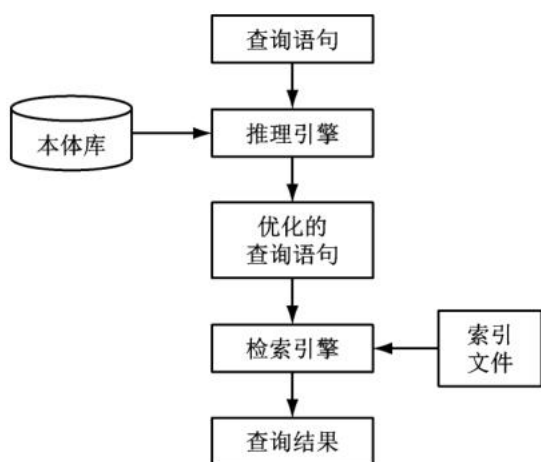 查询语句
本体库
推理引擎
优化的
查询语句
检索引擎
索引
文件
查询结果